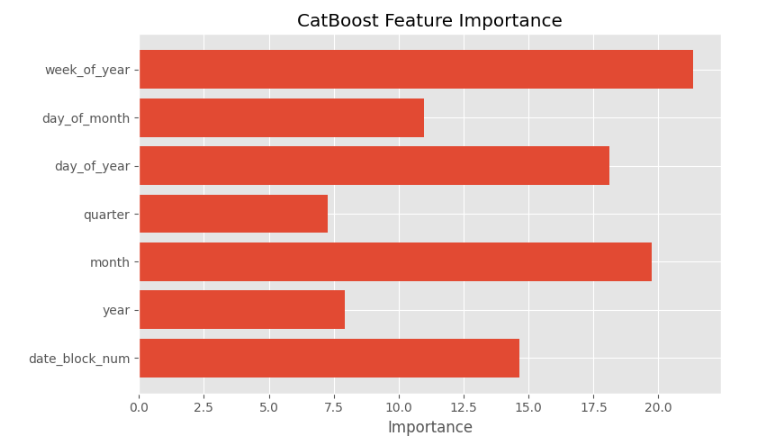 CatBoost Feature Importance
week_of_year
day_of_month
day_of_year
quarter
month
year
date_block_num
0.0 2.5 5.0 7.5 10.0 12.5 15.0 17.5 20.0
Importance